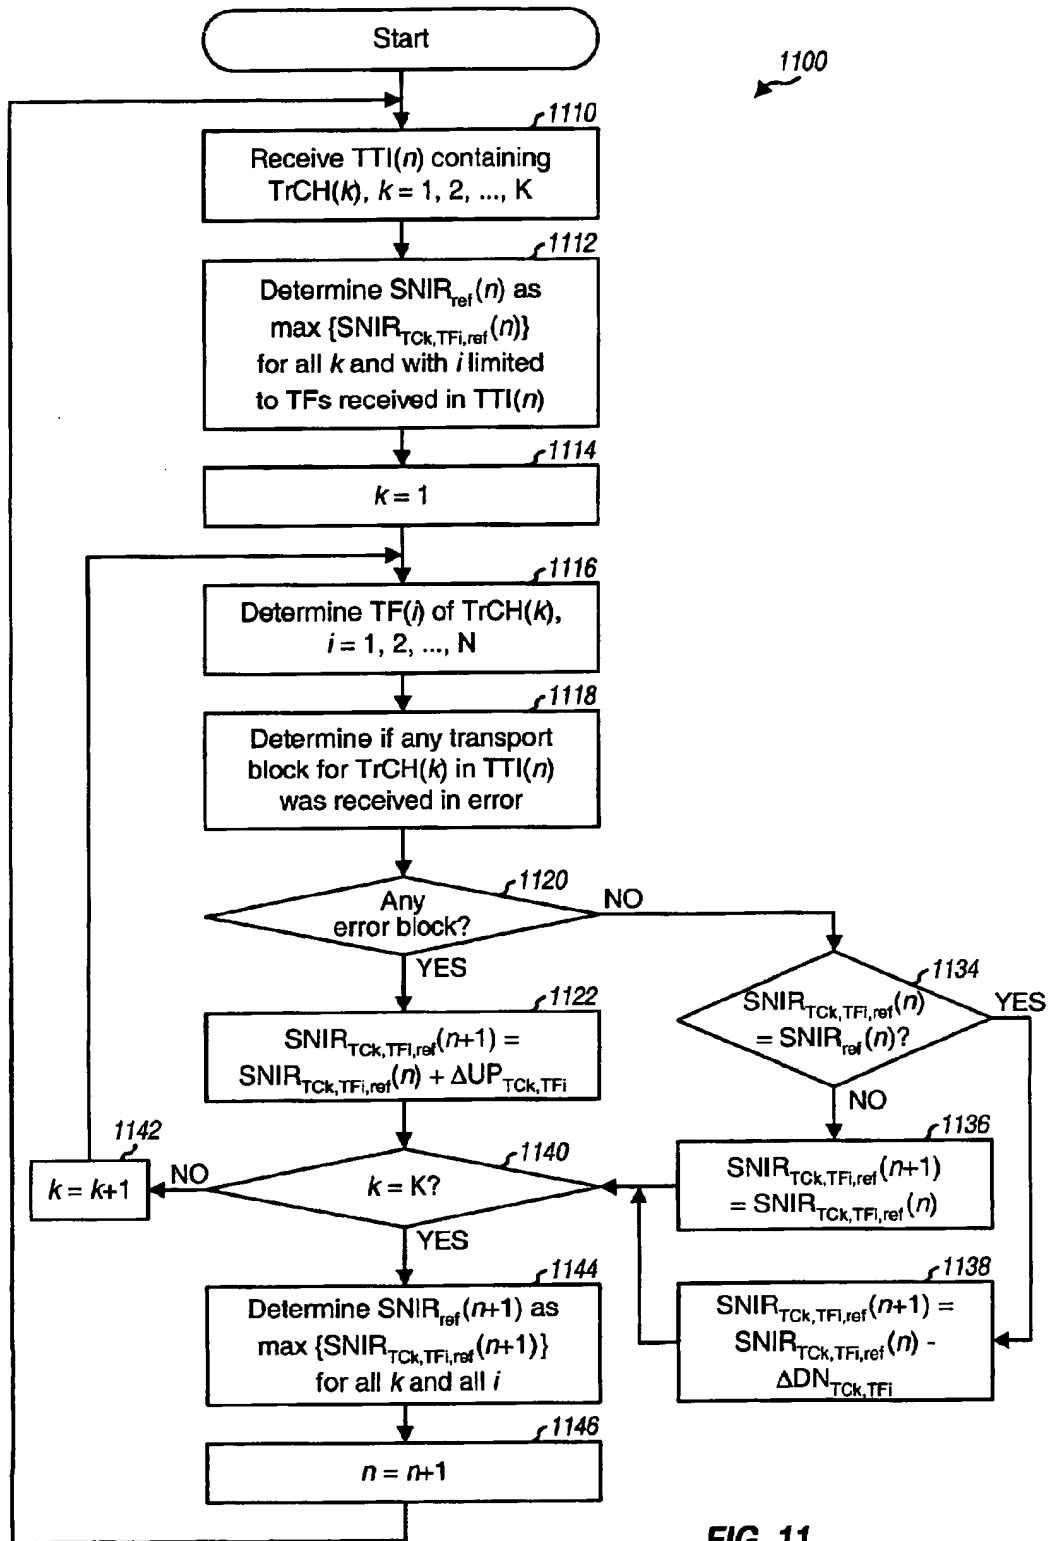 Start
1100
1110
Receive TTI(n) containing
TrCH(k), k = 1, 2, ..., K
1112
Determine SNIRref(n) as
max {SNIRTCk,TFi,ref(n)}
for all k and with i limited
to TFs received in TTI(n)
1114
k = 1
1116
Determine TF(i) of TrCH(k),
i = 1, 2, ..., N
1118
Determine if any transport
block for TrCH(k) in TTI(n)
was received in error
1120
Any
error block?
NO
YES
1134
SNIRTCk,TFi,ref(n)
= SNIRref(n)?
YES
NO
1122
SNIRTCk,TFi,ref(n+1) =
SNIRTCk,TFi,ref(n) + ΔUPTCk,TFi
1136
SNIRTCk,TFi,ref(n+1)
= SNIRTCk,TFi,ref(n)
1142
k = k+1
NO
1140
k = K?
YES
1138
SNIRTCk,TFi,ref(n+1) =
SNIRTCk,TFi,ref(n) -
ΔDNTCk,TFi
1144
Determine SNIRref(n+1) as
max {SNIRTCk,TFi,ref(n+1)}
for all k and all i
1146
n = n+1
FIG. 11